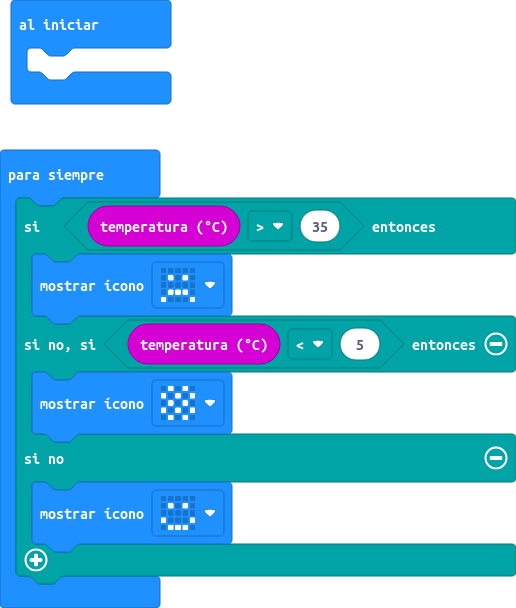 al iniciar
para siempre
si temperatura (°C) > 35 entonces
mostrar ícono
si no, si temperatura (°C) < 5 entonces
mostrar ícono
si no
mostrar ícono